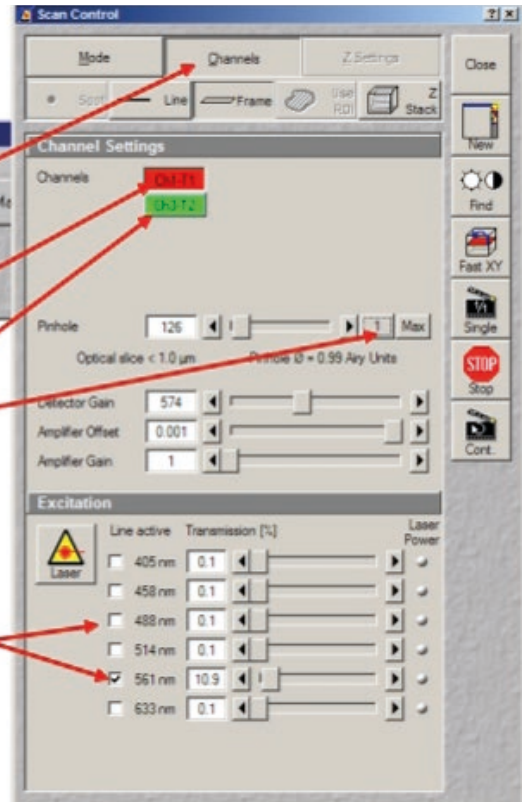 Scan Control
Mode Channels Z Settings Close
Spot Line Frame Use ROI Z Stack
New
Channel Settings
Channels Ch1-T1
Ch3-T2
Find
Fast XY
Pinhole 126 1 Max
Single
Optical slice < 1.0 µm Pinhole Ø = 0.99 Airy Units
STOP
Stop
Detector Gain 574
Amplifier Offset 0.001
Cont.
Amplifier Gain 1
Excitation
Line active Transmission [%] Laser Power
Laser
405 nm 0.1
458 nm 0.1
488 nm 0.1
514 nm 0.1
561 nm 10.9
633 nm 0.1